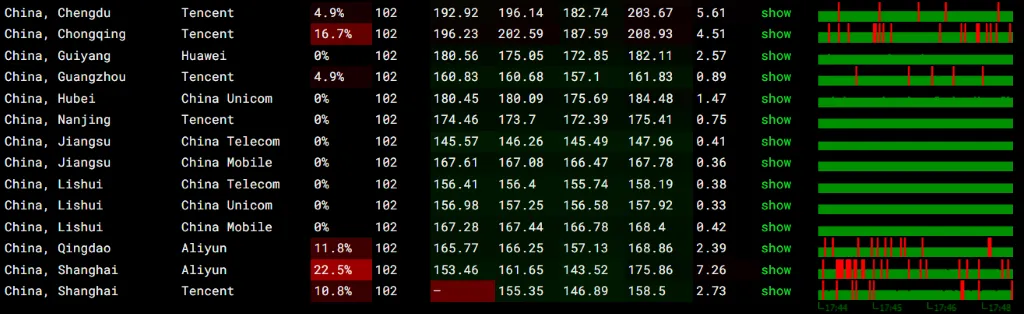 China, Chengdu Tencent 4.9% 102 192.92 196.14 182.74 203.67 5.61 show
China, Chongqing Tencent 16.7% 102 196.23 202.59 187.59 208.93 4.51 show
China, Guiyang Huawei 0% 102 180.56 175.05 172.85 182.11 2.57 show
China, Guangzhou Tencent 4.9% 102 160.83 160.68 157.1 161.83 0.89 show
China, Hubei China Unicom 0% 102 180.45 180.09 175.69 184.48 1.47 show
China, Nanjing Tencent 0% 102 174.46 173.7 172.39 175.41 0.75 show
China, Jiangsu China Telecom 0% 102 145.57 146.26 145.49 147.96 0.41 show
China, Jiangsu China Mobile 0% 102 167.61 167.08 166.47 167.78 0.36 show
China, Lishui China Telecom 0% 102 156.41 156.4 155.74 158.19 0.38 show
China, Lishui China Unicom 0% 102 156.98 157.25 156.58 157.92 0.33 show
China, Lishui China Mobile 0% 102 167.28 167.44 166.78 168.4 0.42 show
China, Qingdao Aliyun 11.8% 102 165.77 166.25 157.13 168.86 2.39 show
China, Shanghai Aliyun 22.5% 102 153.46 161.65 143.52 175.86 7.26 show
China, Shanghai Tencent 10.8% 102 – 155.35 146.89 158.5 2.73 show
17:44 17:45 17:46 17:48